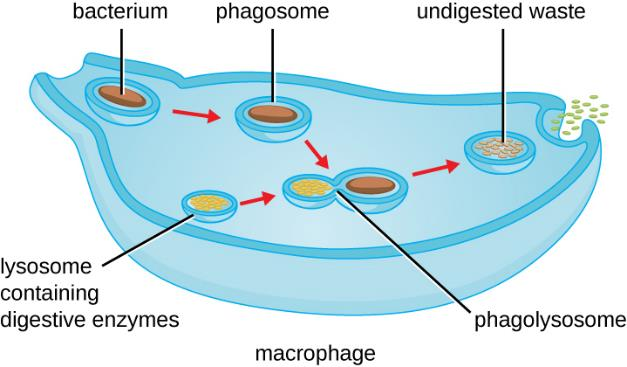 bacterium
phagosome
undigested waste
lysosome
containing
digestive enzymes
phagolysosome
macrophage